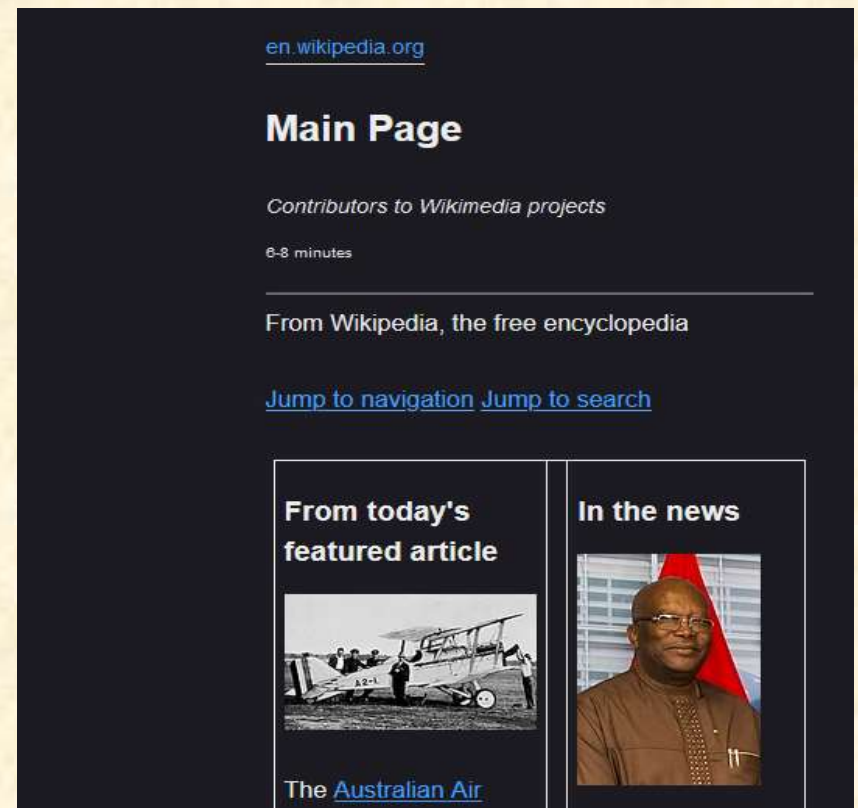 en.wikipedia.org
Main Page
Contributors to Wikimedia projects
6-8 minutes
From Wikipedia, the free encyclopedia
Jump to navigation Jump to search
From today's
featured article
A2-1
The Australian Air
In the news